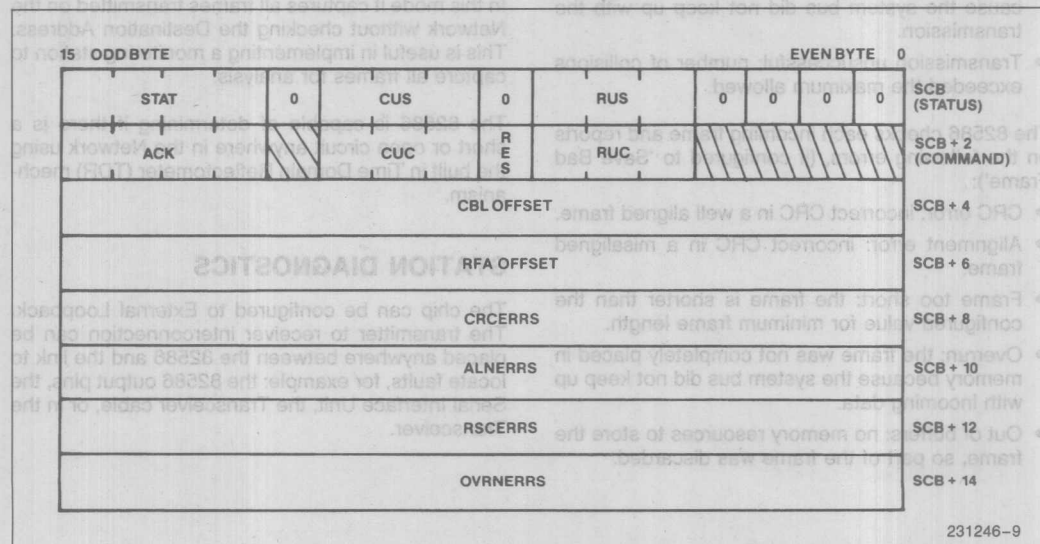 15 ODD BYTE EVEN BYTE 0
STAT 0 CUS 0 RUS 0 0 0 0 SCB (STATUS)
ACK CUC RES RUC SCB + 2 (COMMAND)
CBL OFFSET SCB + 4
RFA OFFSET SCB + 6
CRCERRS SCB + 8
ALNERRS SCB + 10
RSCERRS SCB + 12
OVRNERRS SCB + 14
231246–9